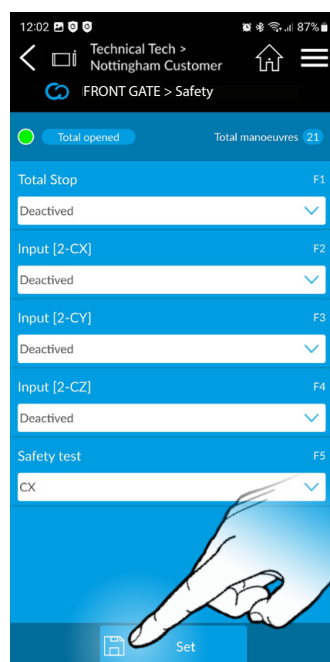 12:02 87%
Technical Tech >
Nottingham Customer
FRONT GATE > Safety
Total opened Total manoeuvres 21
Total Stop F1
Deactived
Input [2-CX] F2
Deactived
Input [2-CY] F3
Deactived
Input [2-CZ] F4
Deactived
Safety test F5
CX
Set